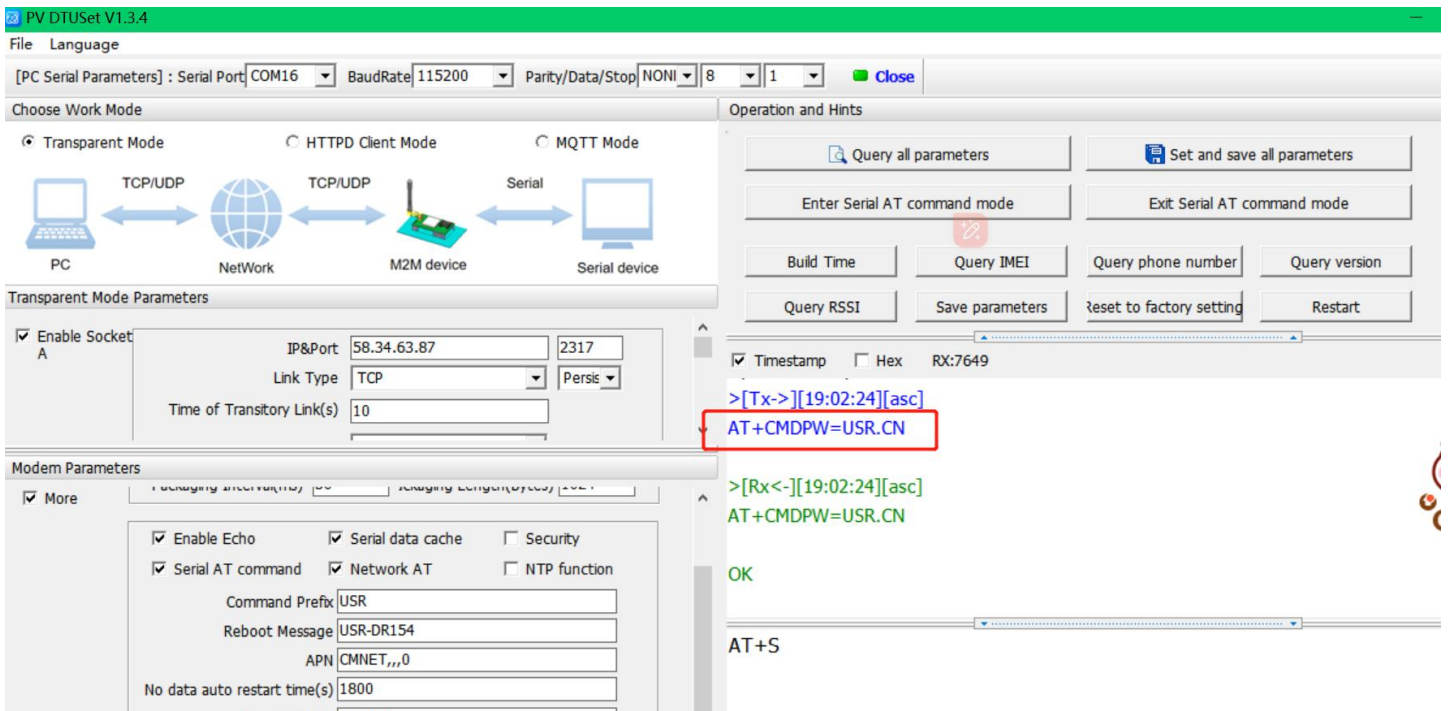 PV DTUSet V1.3.4
File Language
[PC Serial Parameters] : Serial Port COM16 BaudRate 115200 Parity/Data/Stop NONI 8 1 Close
Choose Work Mode
Transparent Mode HTTPD Client Mode MQTT Mode
TCP/UDP TCP/UDP Serial
PC NetWork M2M device Serial device
Transparent Mode Parameters
Enable Socket
A
IP&Port 58.34.63.87 2317
Link Type TCP Persis
Time of Transitory Link(s) 10
Modem Parameters
More
Enable Echo Serial data cache Security
Serial AT command Network AT NTP function
Command Prefix USR
Reboot Message USR-DR154
APN CMNET,,,0
No data auto restart time(s) 1800
Operation and Hints
Query all parameters Set and save all parameters
Enter Serial AT command mode Exit Serial AT command mode
Build Time Query IMEI Query phone number Query version
Query RSSI Save parameters Reset to factory setting Restart
Timestamp Hex RX:7649
>[Tx->][19:02:24][asc]
AT+CMDPW=USR.CN
>[Rx<-][19:02:24][asc]
AT+CMDPW=USR.CN
OK
AT+S